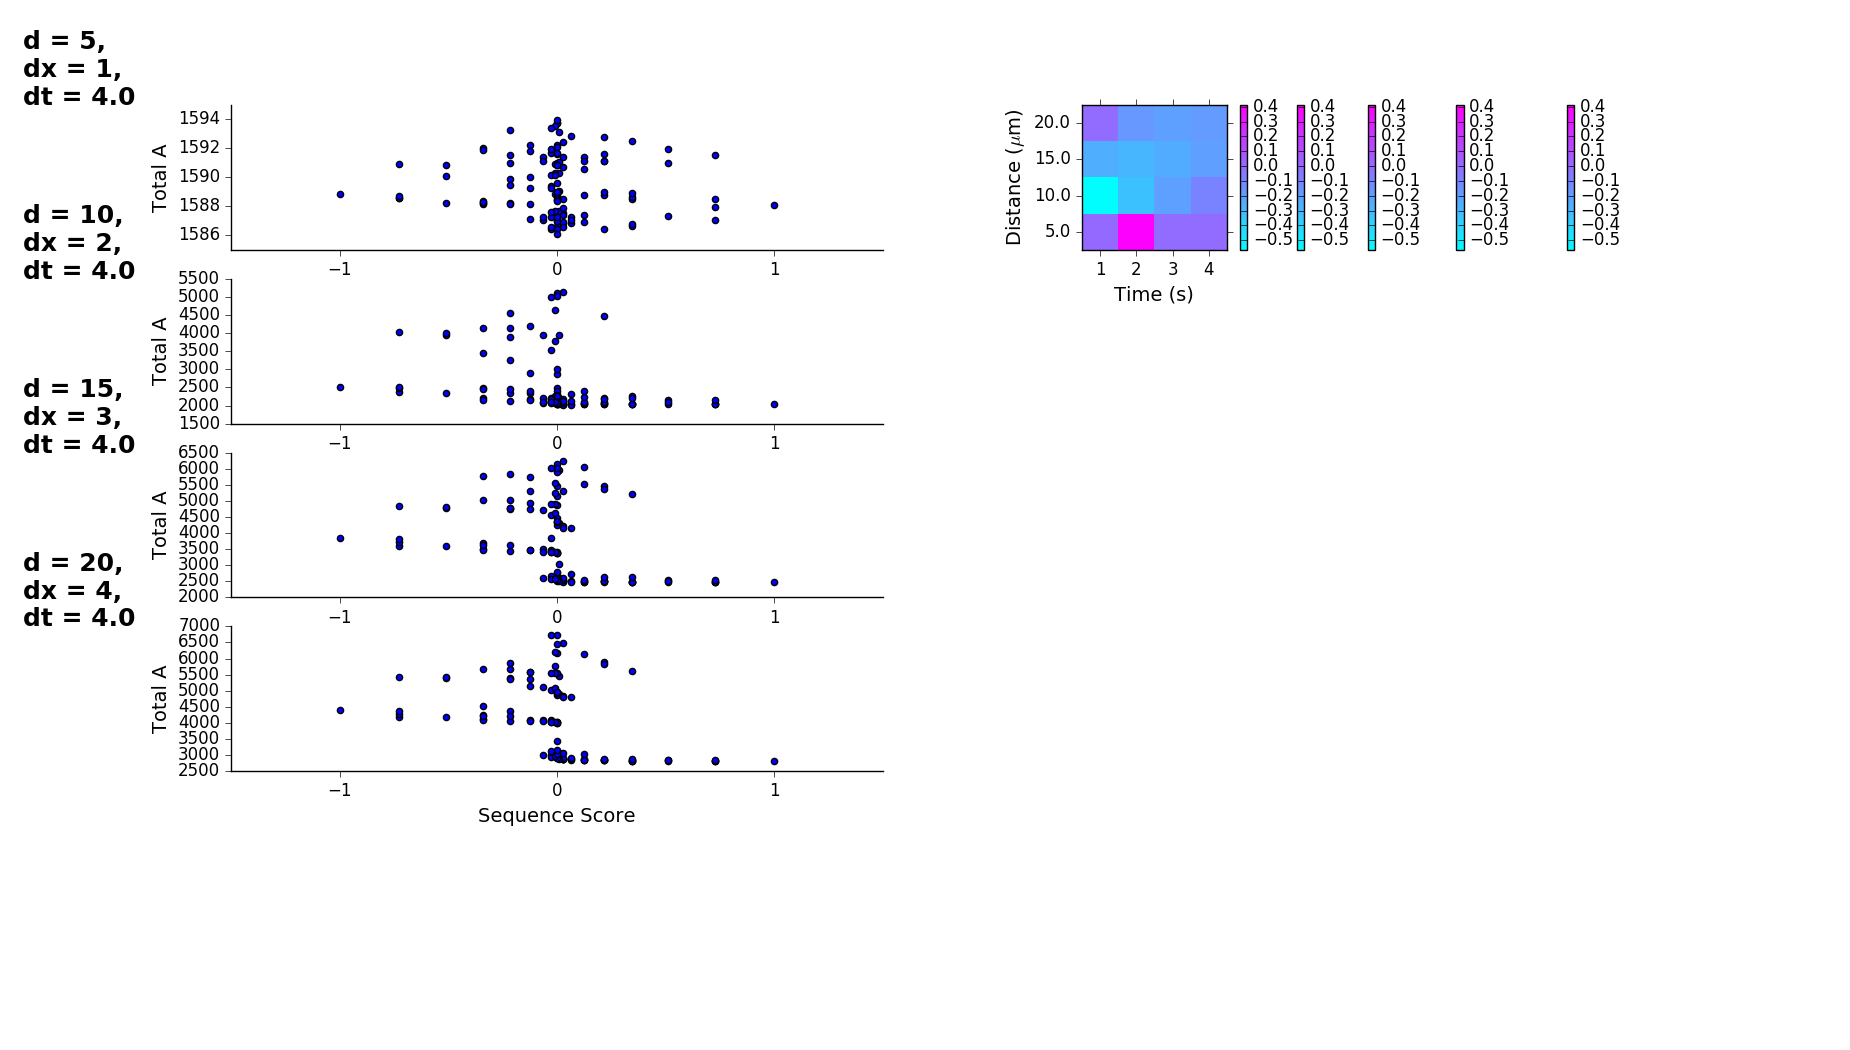 d = 5,
dx = 1,
dt = 4.0
Total A
1594
1592
1590
1588
1586
−1 0 1
d = 10,
dx = 2,
dt = 4.0
Total A
5500
5000
4500
4000
3500
3000
2500
2000
1500
−1 0 1
d = 15,
dx = 3,
dt = 4.0
Total A
6500
6000
5500
5000
4500
4000
3500
3000
2500
2000
−1 0 1
d = 20,
dx = 4,
dt = 4.0
Total A
7000
6500
6000
5500
5000
4500
4000
3500
3000
2500
−1 0 1
Sequence Score
Distance (μm)
20.0
15.0
10.0
5.0
1 2 3 4
Time (s)
0.4 0.4 0.4 0.4 0.4
0.3 0.3 0.3 0.3 0.3
0.2 0.2 0.2 0.2 0.2
0.1 0.1 0.1 0.1 0.1
0.0 0.0 0.0 0.0 0.0
−0.1 −0.1 −0.1 −0.1 −0.1
−0.2 −0.2 −0.2 −0.2 −0.2
−0.3 −0.3 −0.3 −0.3 −0.3
−0.4 −0.4 −0.4 −0.4 −0.4
−0.5 −0.5 −0.5 −0.5 −0.5